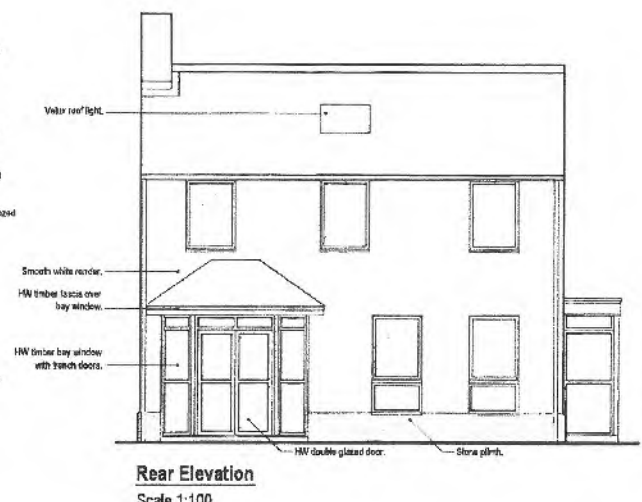 Velux roof light.
Smooth white render.
HW timber fascia over
bay window.
HW timber bay window
with french doors.
HW double glazed door.
Stone plinth.
Rear Elevation
Scale 1:100